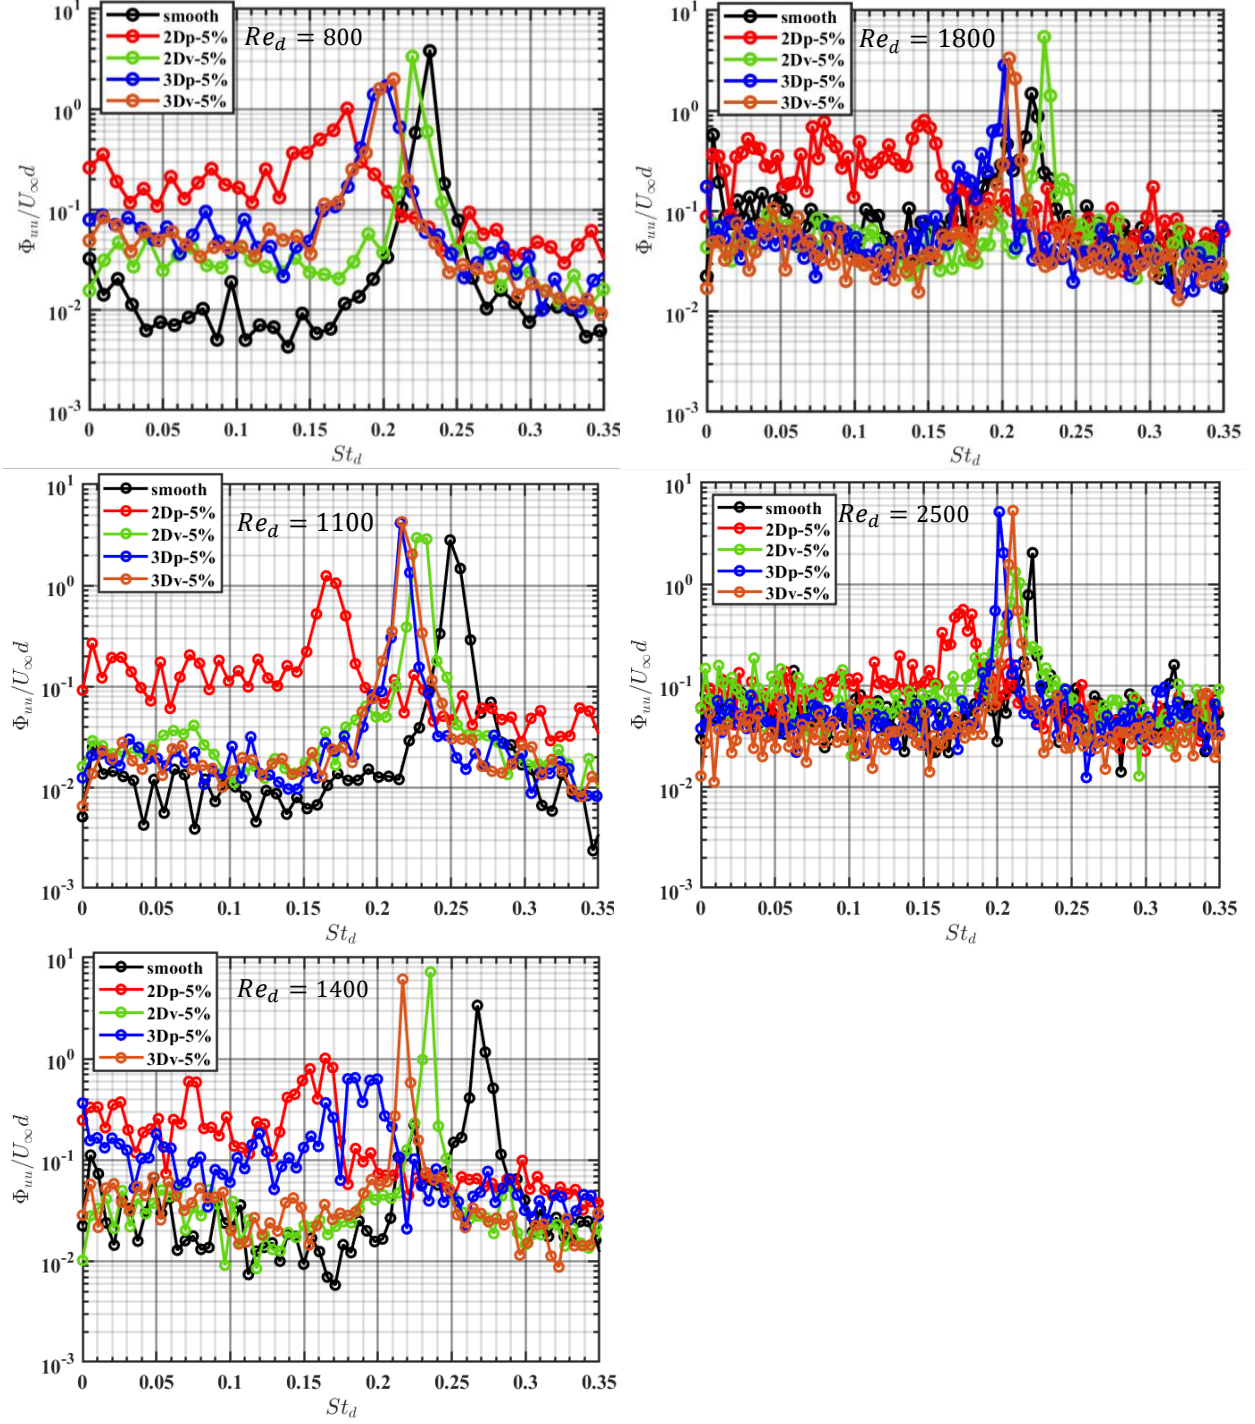 10^1
10^0
10^-1
10^-2
10^-3
Φ_uu/U_∞d
smooth
2Dp-5%
2Dv-5%
3Dp-5%
3Dv-5%
Re_d = 800
0 0.05 0.1 0.15 0.2 0.25 0.3 0.35
St_d
10^1
10^0
10^-1
10^-2
10^-3
Φ_uu/U_∞d
smooth
2Dp-5%
2Dv-5%
3Dp-5%
3Dv-5%
Re_d = 1800
0 0.05 0.1 0.15 0.2 0.25 0.3 0.35
St_d
10^1
10^0
10^-1
10^-2
10^-3
Φ_uu/U_∞d
smooth
2Dp-5%
2Dv-5%
3Dp-5%
3Dv-5%
Re_d = 1100
0 0.05 0.1 0.15 0.2 0.25 0.3 0.35
St_d
10^1
10^0
10^-1
10^-2
10^-3
Φ_uu/U_∞d
smooth
2Dp-5%
2Dv-5%
3Dp-5%
3Dv-5%
Re_d = 2500
0 0.05 0.1 0.15 0.2 0.25 0.3 0.35
St_d
10^1
10^0
10^-1
10^-2
10^-3
Φ_uu/U_∞d
smooth
2Dp-5%
2Dv-5%
3Dp-5%
3Dv-5%
Re_d = 1400
0 0.05 0.1 0.15 0.2 0.25 0.3 0.35
St_d